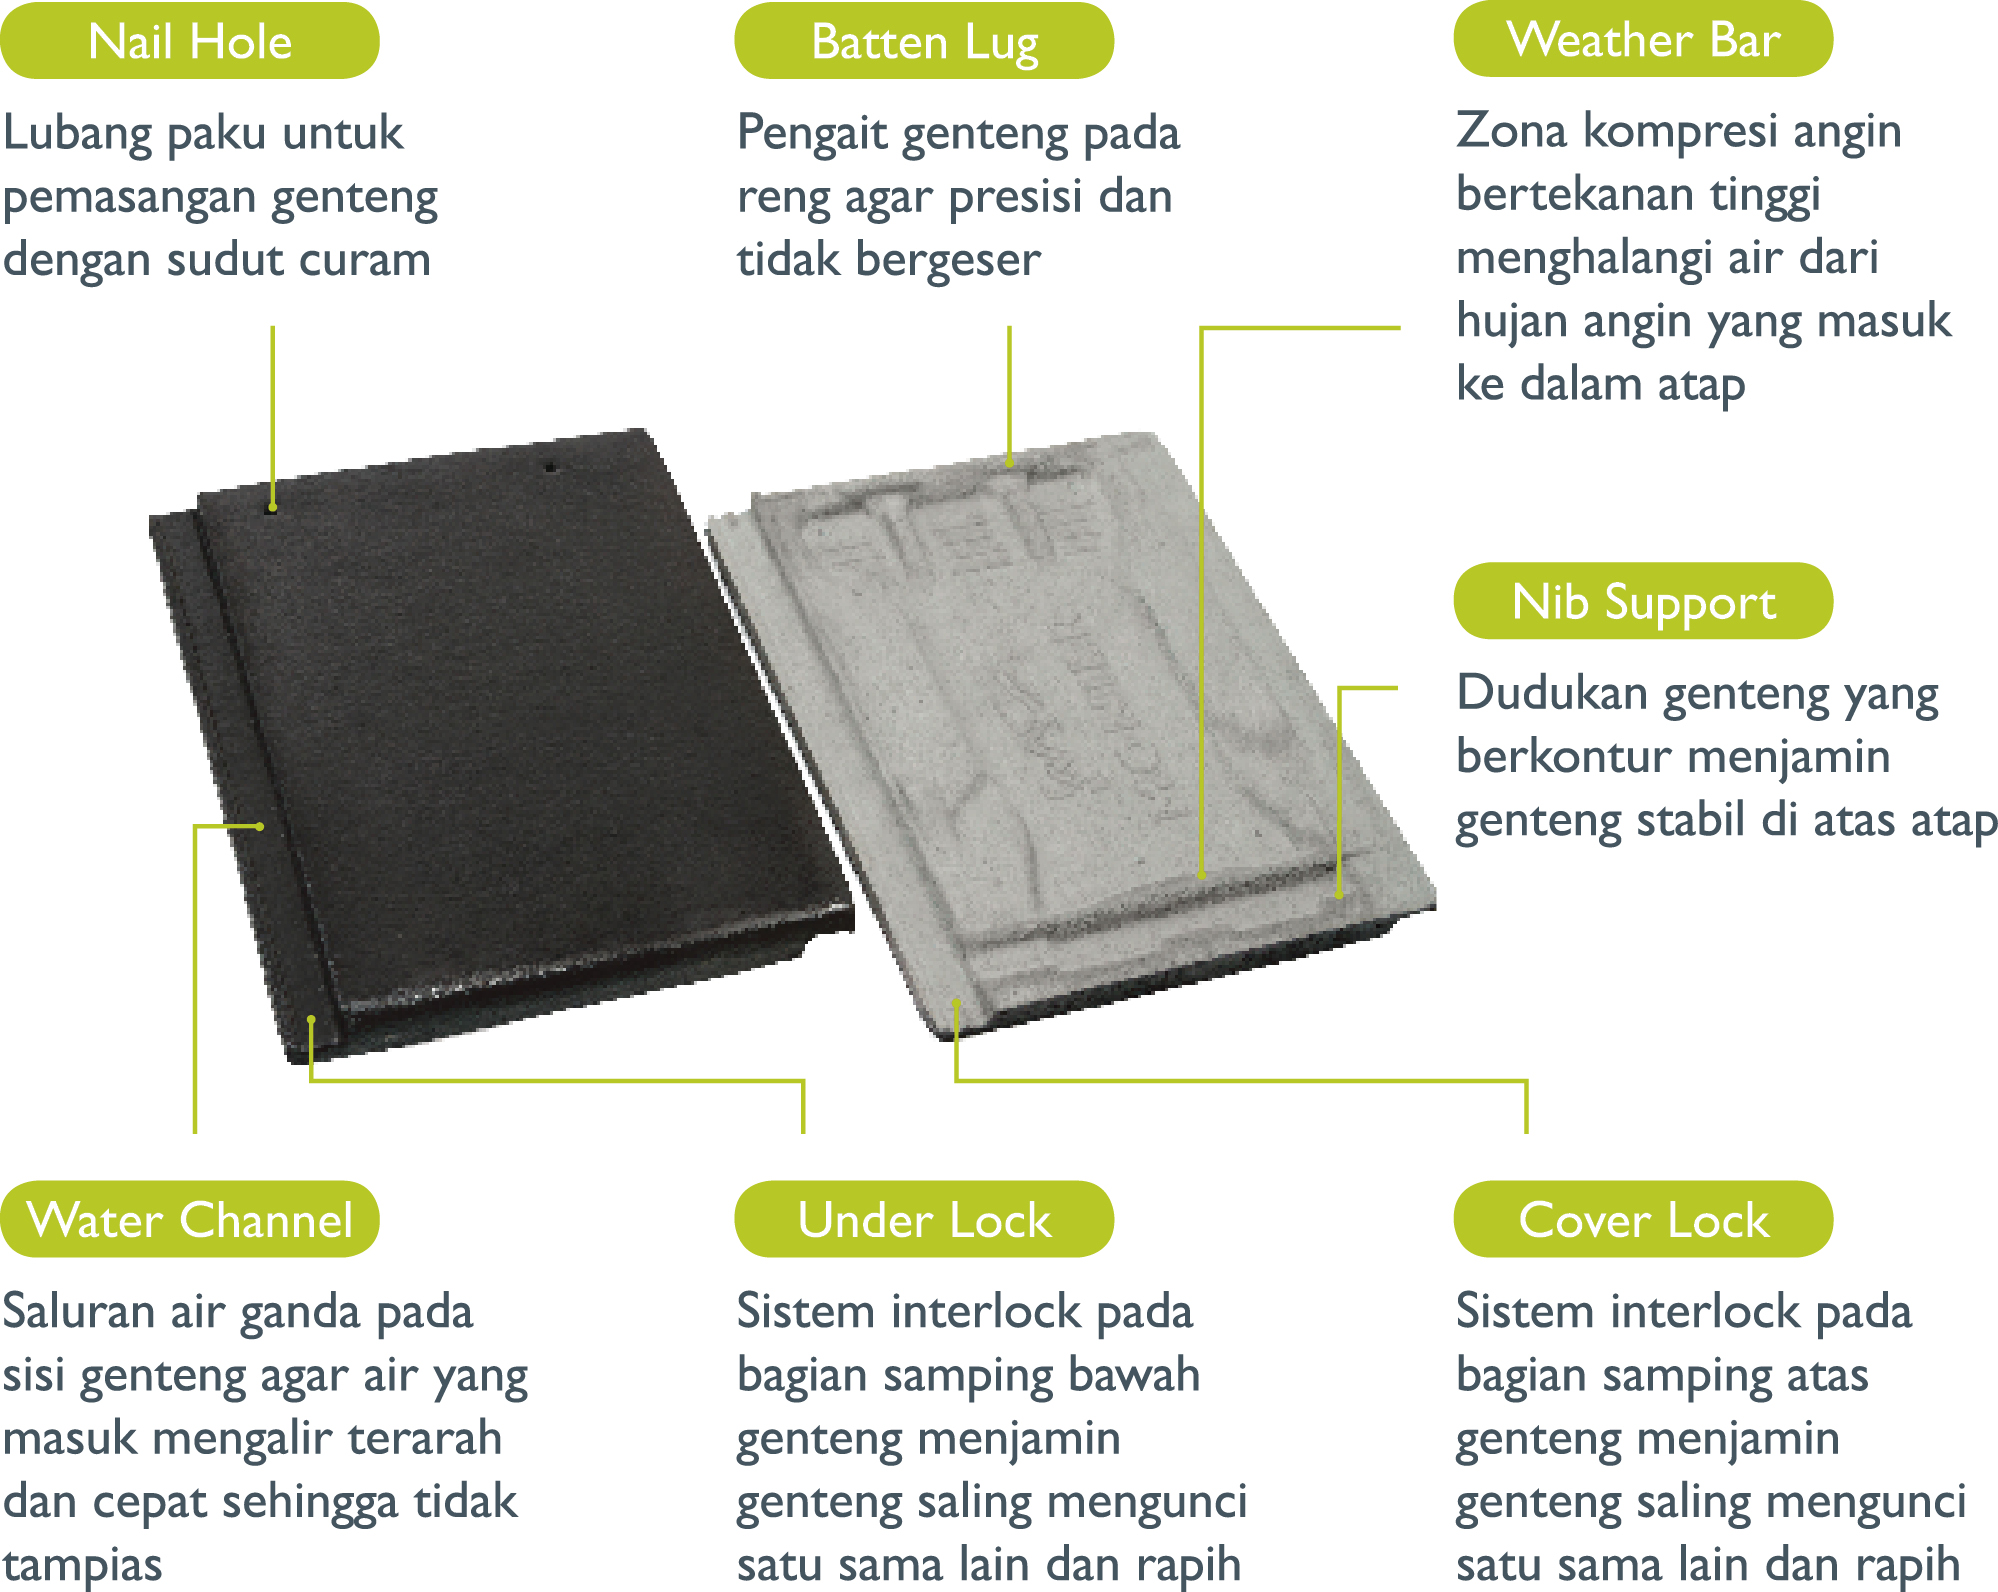 Nail Hole
Lubang paku untuk
pemasangan genteng
dengan sudut curam
Batten Lug
Pengait genteng pada
reng agar presisi dan
tidak bergeser
Weather Bar
Zona kompresi angin
bertekanan tinggi
menghalangi air dari
hujan angin yang masuk
ke dalam atap
Nib Support
Dudukan genteng yang
berkontur menjamin
genteng stabil di atas atap
Water Channel
Saluran air ganda pada
sisi genteng agar air yang
masuk mengalir terarah
dan cepat sehingga tidak
tampias
Under Lock
Sistem interlock pada
bagian samping bawah
genteng menjamin
genteng saling mengunci
satu sama lain dan rapih
Cover Lock
Sistem interlock pada
bagian samping atas
genteng menjamin
genteng saling mengunci
satu sama lain dan rapih